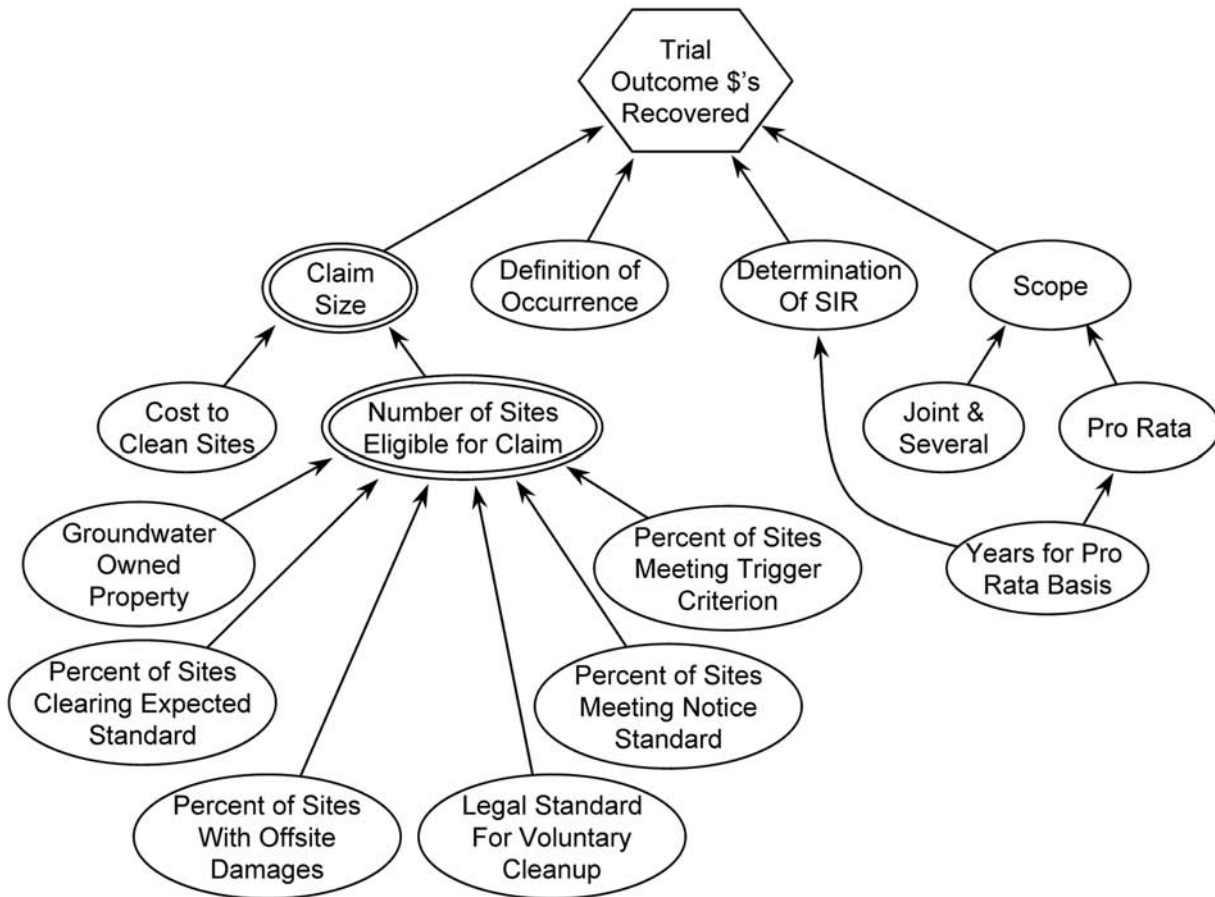 Trial
Outcome $'s
Recovered
Claim
Size
Definition of
Occurrence
Determination
Of SIR
Scope
Cost to
Clean Sites
Number of Sites
Eligible for Claim
Joint &
Several
Pro Rata
Groundwater
Owned
Property
Percent of Sites
Meeting Trigger
Criterion
Years for Pro
Rata Basis
Percent of Sites
Clearing Expected
Standard
Percent of Sites
Meeting Notice
Standard
Percent of Sites
With Offsite
Damages
Legal Standard
For Voluntary
Cleanup